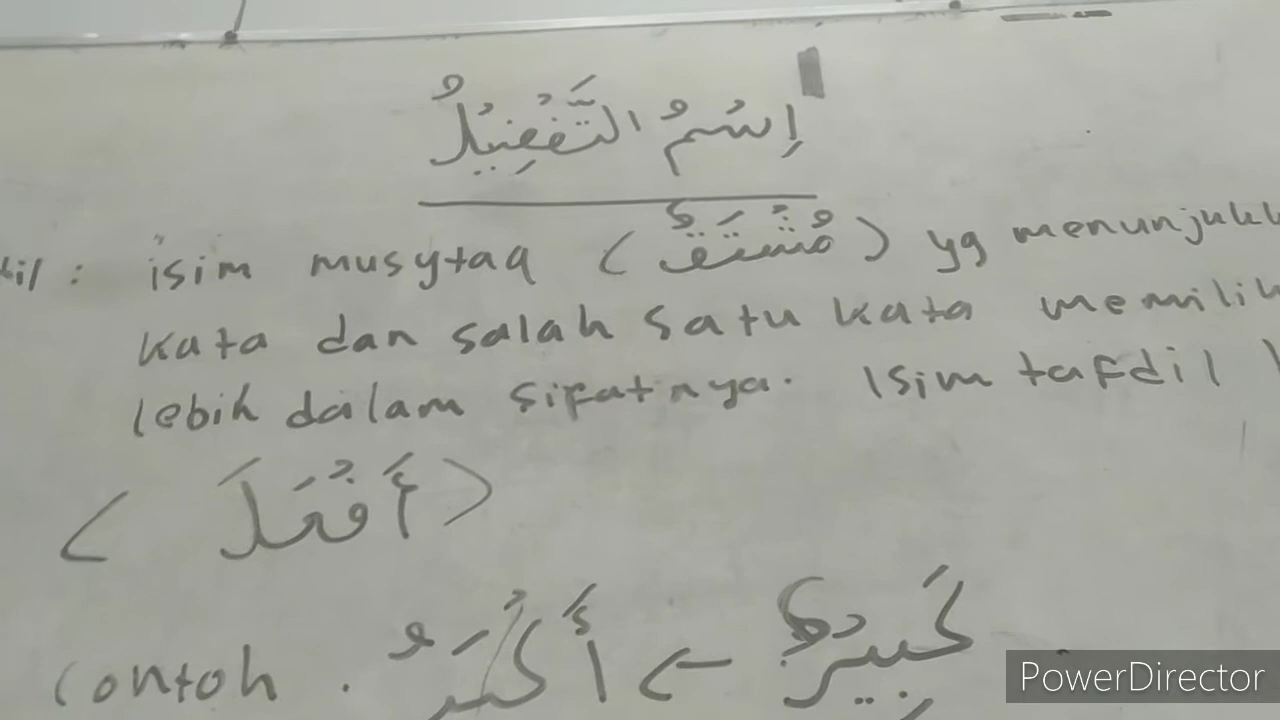 اِسْمُ التَّفْضِيْلُ
isim musytaq (مُشْتَقٌ) yg
kata dan salah satu kata
lebih dalam sifatnya. Isim tafdil
(أَفْعَلَ)
Contoh. كَبِيْرٌ ← أَكْبَرُ
PowerDirector